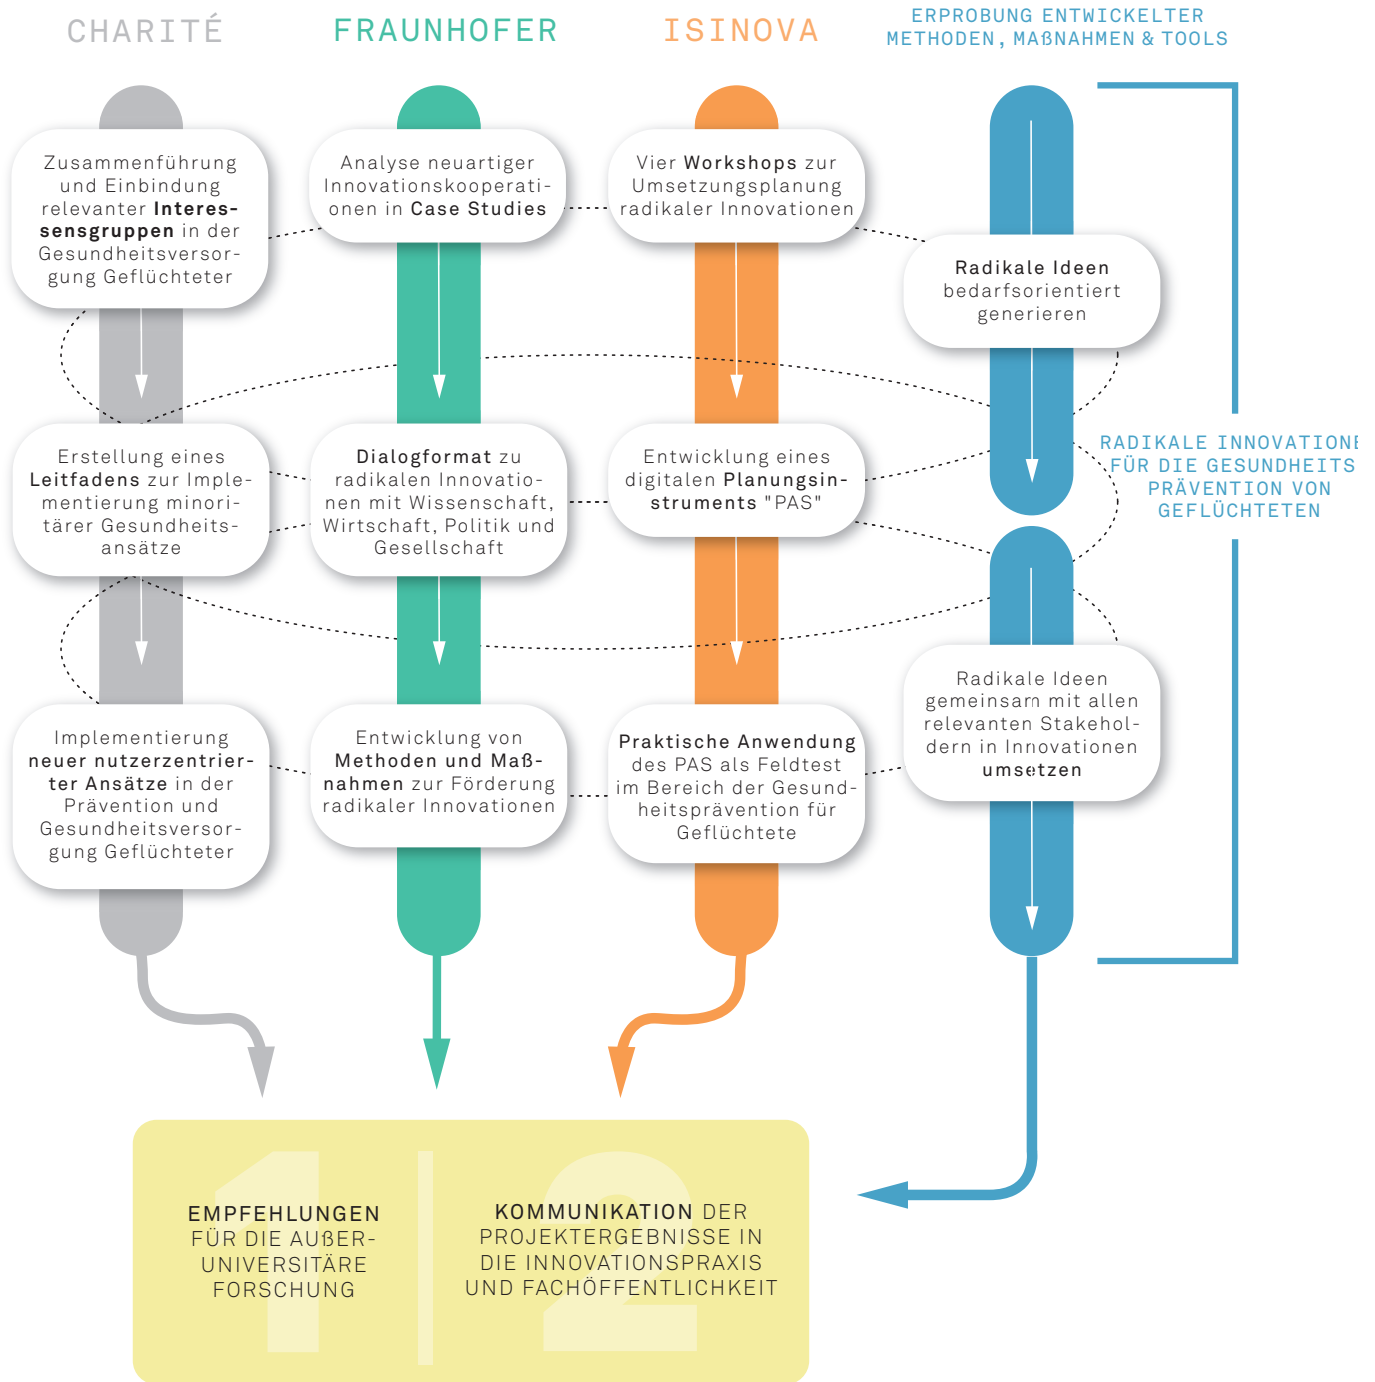 CHARITÉ
FRAUNHOFER
ISINOVA
ERPROBUNG ENTWICKELTER
METHODEN, MAßNAHMEN & TOOLS
Zusammenführung
und Einbindung
relevanter Interes-
sensgruppen in der
Gesundheitsversor-
gung Geflüchteter
Analyse neuartiger
Innovationskooperati-
onen in Case Studies
Vier Workshops zur
Umsetzungsplanung
radikaler Innovationen
Radikale Ideen
bedarfsorientiert
generieren
Erstellung eines
Leitfadens zur Imple-
mentierung minori-
tärer Gesundheits-
ansätze
Dialogformat zu
radikalen Innovatio-
nen mit Wissenschaft,
Wirtschaft, Politik und
Gesellschaft
Entwicklung eines
digitalen Planungsin-
struments "PAS"
RADIKALE INNOVATIONE
FÜR DIE GESUNDHEITS
PRÄVENTION VON
GEFLÜCHTETEN
Implementierung
neuer nutzerzentrier-
ter Ansätze in der
Prävention und
Gesundheitsversor-
gung Geflüchteter
Entwicklung von
Methoden und Maß-
nahmen zur Förderung
radikaler Innovationen
Praktische Anwendung
des PAS als Feldtest
im Bereich der Gesund-
heitsprävention für
Geflüchtete
Radikale Ideen
gemeinsam mit allen
relevanten Stakehol-
dern in Innovationen
umsetzen
1
2
EMPFEHLUNGEN
FÜR DIE AUßER-
UNIVERSITÄRE
FORSCHUNG
KOMMUNIKATION DER
PROJEKTERGEBNISSE IN
DIE INNOVATIONSPRAXIS
UND FACHÖFFENTLICHKEIT